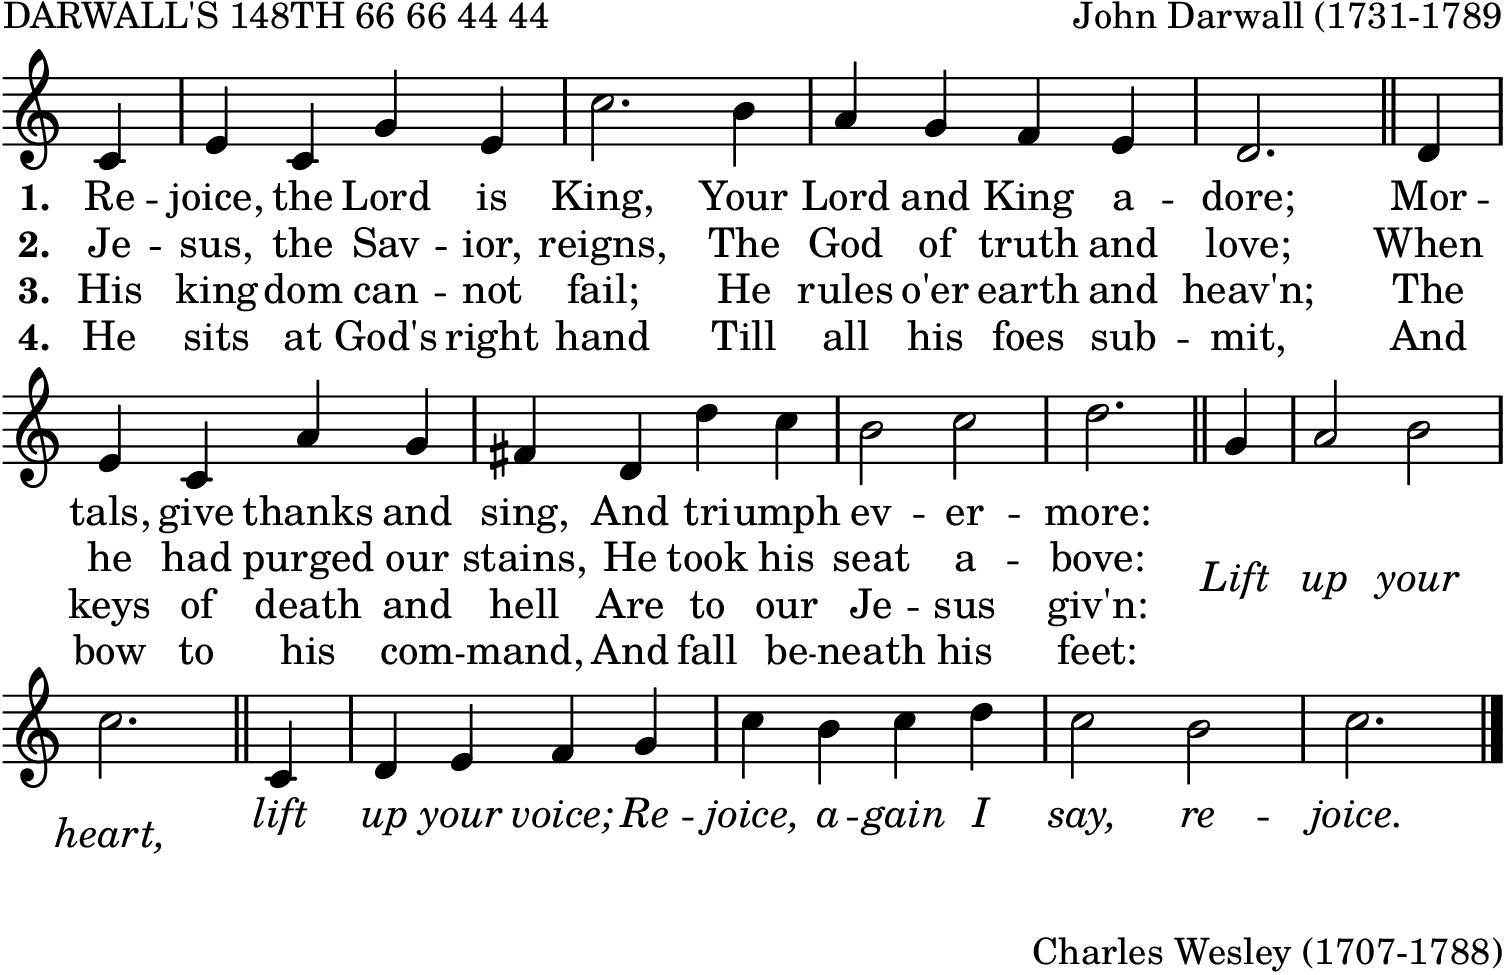 DARWALL'S 148TH 66 66 44 44 John Darwall (1731-1789
1. Re - joice, the Lord is King, Your Lord and King a - dore; Mor -
2. Je - sus, the Sav - ior, reigns, The God of truth and love; When
3. His king dom can - not fail; He rules o'er earth and heav'n; The
4. He sits at God's right hand Till all his foes sub - mit, And
tals, give thanks and sing, And triumph ev - er - more:
he had purged our stains, He took his seat a - bove:
Lift up your
keys of death and hell Are to our Je - sus giv'n:
bow to his com - mand, And fall be - neath his feet:
heart, lift up your voice; Re - joice, a - gain I say, re - joice.
Charles Wesley (1707-1788)